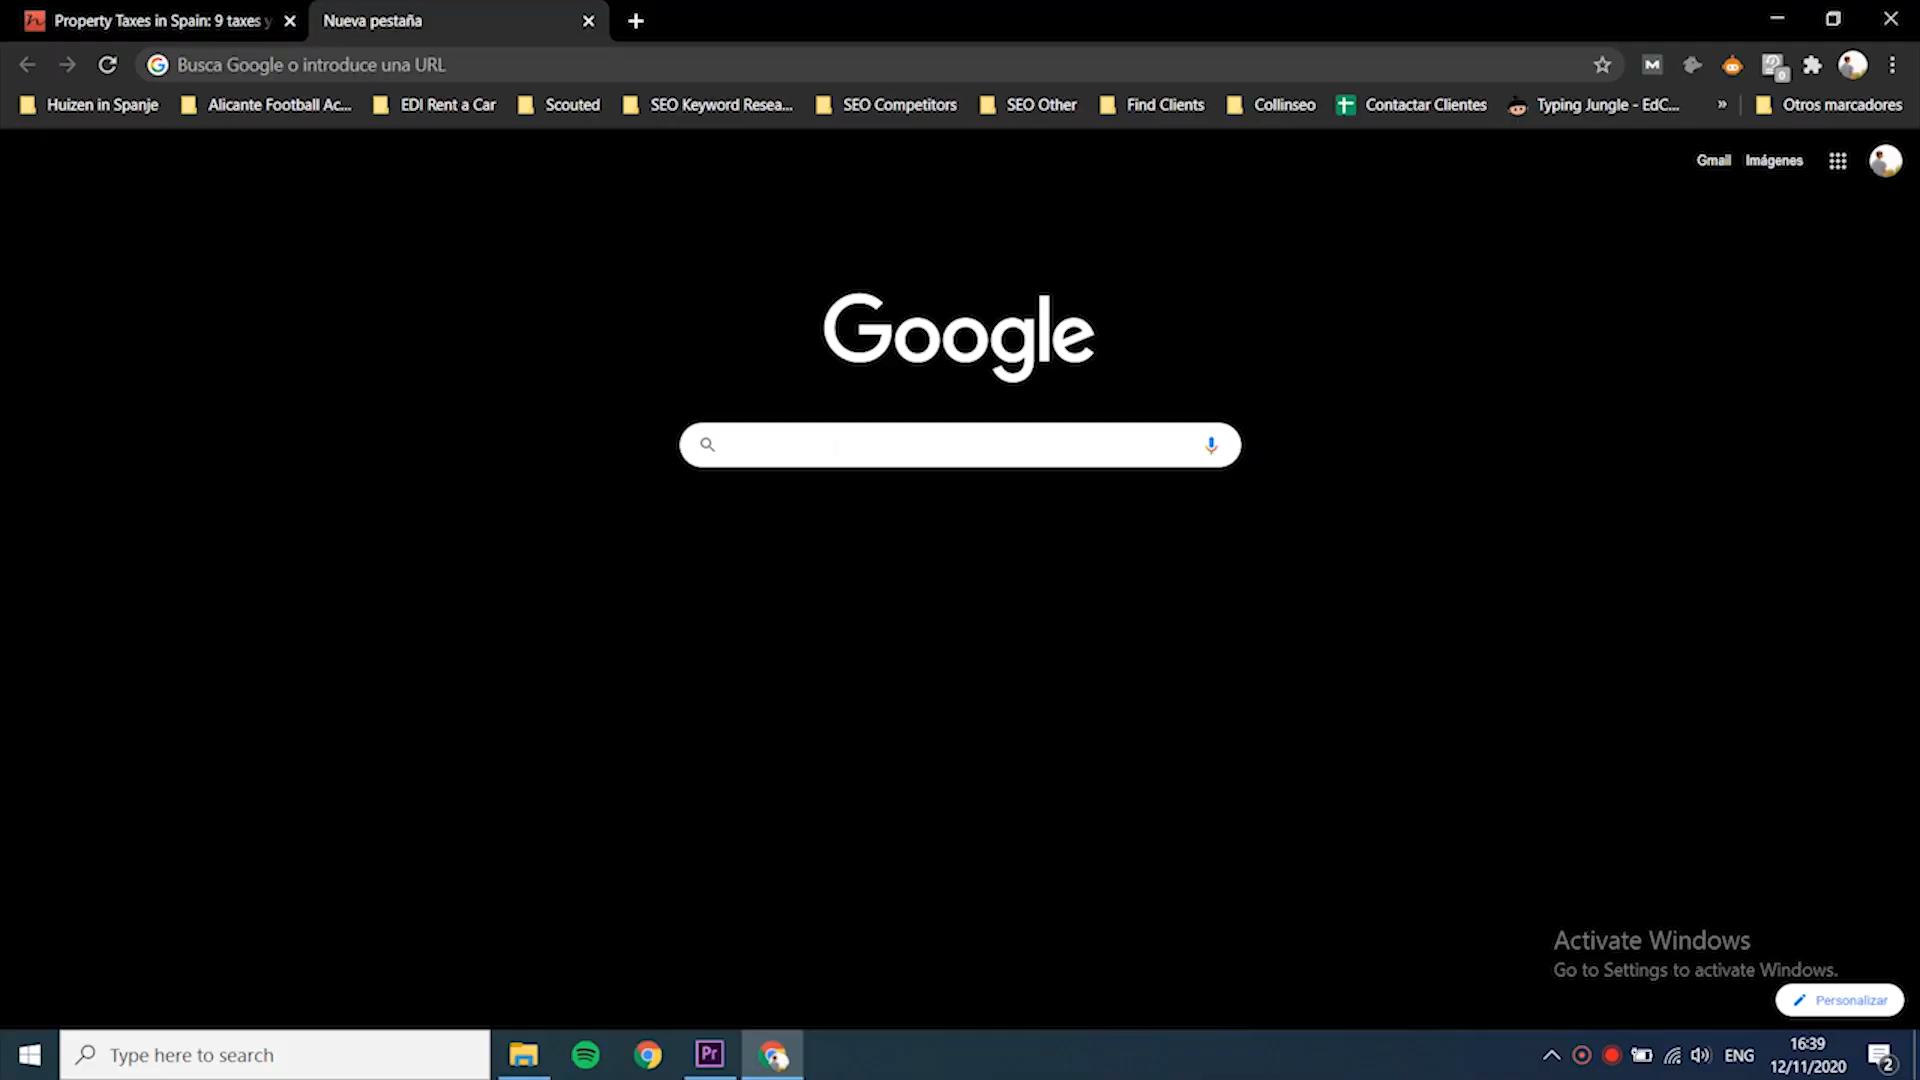 Property Taxes in Spain: 9 taxes y
Nueva pestaña
Busca Google o introduce una URL
Huizen in Spanje
Alicante Football Ac...
EDI Rent a Car
Scouted
SEO Keyword Resea...
SEO Competitors
SEO Other
Find Clients
Collinseo
Contactar Clientes
Typing Jungle - EdC...
»
Otros marcadores
Gmail
Imágenes
Google
Activate Windows
Go to Settings to activate Windows.
Personalizar
Type here to search
Pr
ENG
16:39
12/11/2020
2